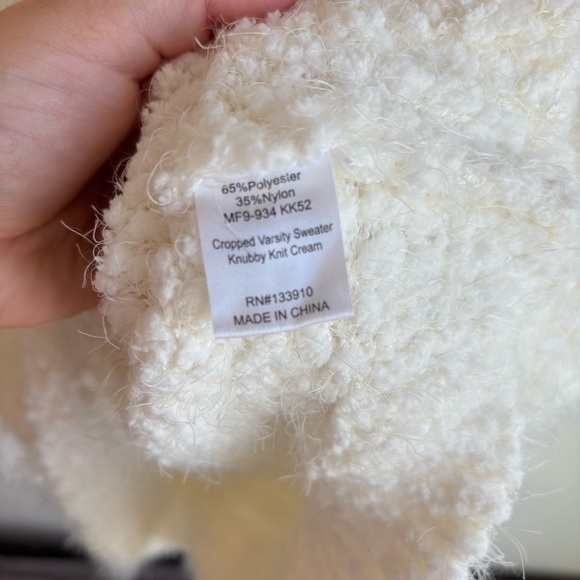 65%Polyester
35%Nylon
MF9-934 KK52
Cropped Varsity Sweater
Knubby Knit Cream
RN#133910
MADE IN CHINA